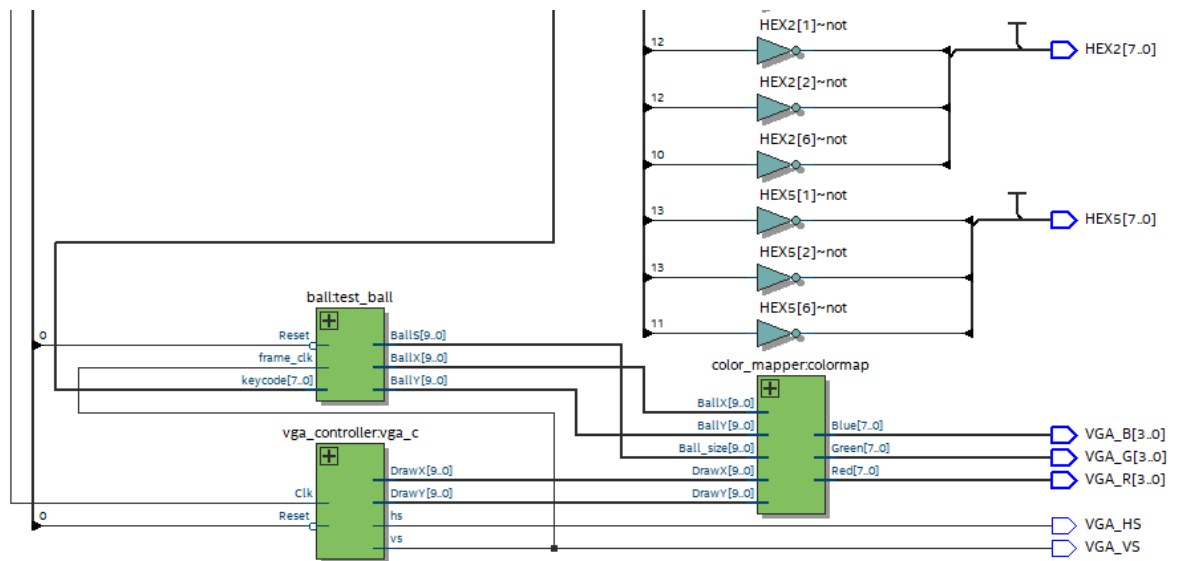 HEX2[1]~not
12
HEX2[7..0]
HEX2[2]~not
12
HEX2[6]~not
10
HEX5[1]~not
13
HEX5[7..0]
HEX5[2]~not
13
HEX5[6]~not
11
ball:test_ball
0
Reset
frame_clk
keycode[7..0]
BallS[9..0]
BallX[9..0]
BallY[9..0]
color_mapper:colormap
BallX[9..0]
BallY[9..0]
Ball_size[9..0]
DrawX[9..0]
DrawY[9..0]
Blue[7..0]
Green[7..0]
Red[7..0]
VGA_B[3..0]
VGA_G[3..0]
VGA_R[3..0]
vga_controller:vga_c
Clk
0
Reset
DrawX[9..0]
DrawY[9..0]
hs
vs
VGA_HS
VGA_VS